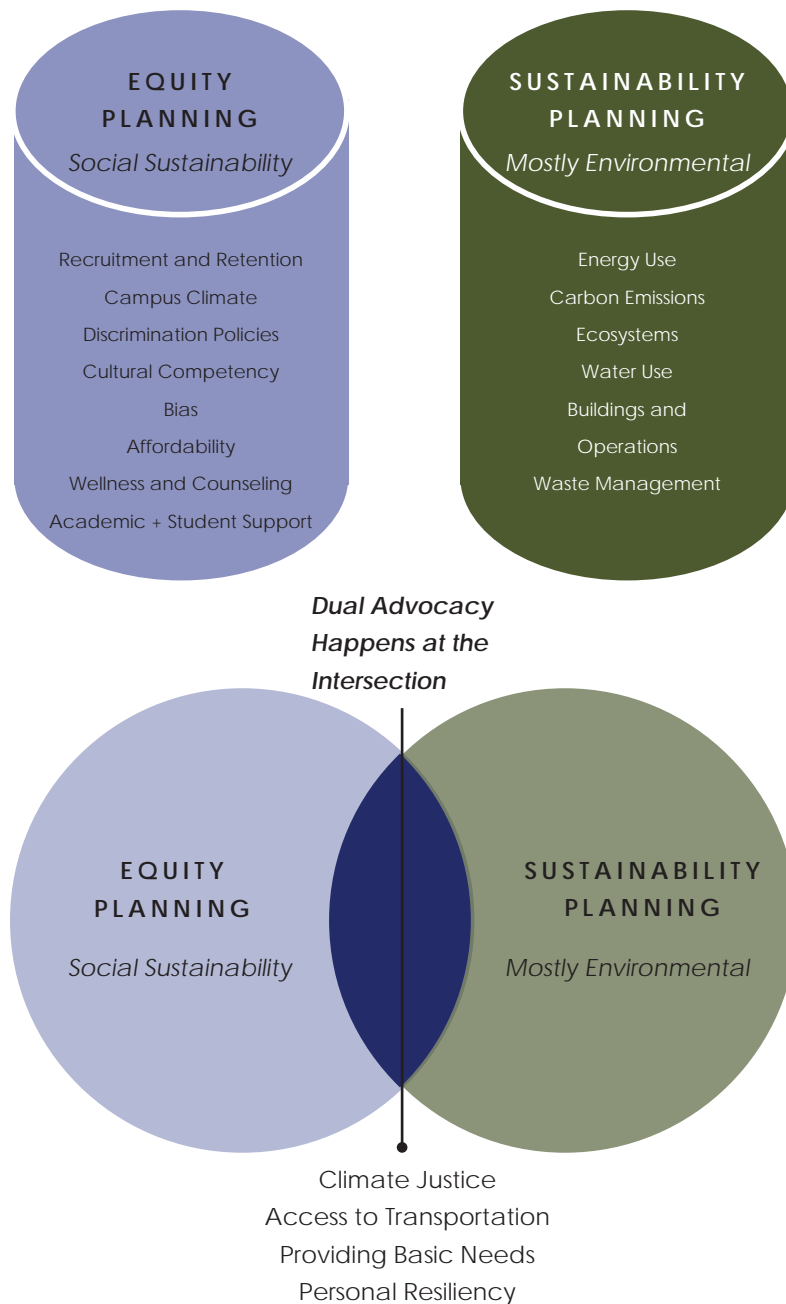 EQUITY
PLANNING
Social Sustainability
Recruitment and Retention
Campus Climate
Discrimination Policies
Cultural Competency
Bias
Affordability
Wellness and Counseling
Academic + Student Support
SUSTAINABILITY
PLANNING
Mostly Environmental
Energy Use
Carbon Emissions
Ecosystems
Water Use
Buildings and
Operations
Waste Management
Dual Advocacy
Happens at the
Intersection
EQUITY
PLANNING
Social Sustainability
SUSTAINABILITY
PLANNING
Mostly Environmental
Climate Justice
Access to Transportation
Providing Basic Needs
Personal Resiliency